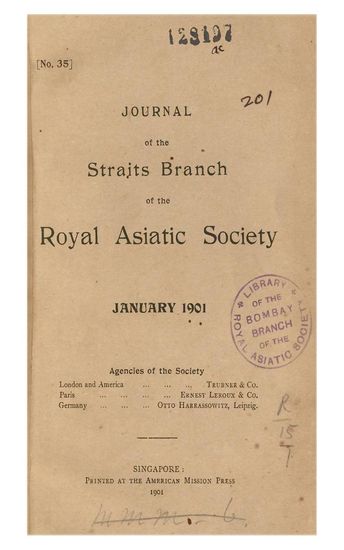 128197
ac
[No. 35]
201
JOURNAL
of the
Straits Branch
of the
Royal Asiatic Society
JANUARY 1901
LIBRARY
OF THE
BOMBAY
BRANCH
OF THE
ROYAL ASIATIC SOCIETY
Agencies of the Society
London and America ... ... ... TRUBNER & Co.
Paris ... ... ... ... ERNEST LEROUX & Co.
Germany ... ... ... OTTO HARRASSOWITZ, Leipzig.
R
15
SINGAPORE:
PRINTED AT THE AMERICAN MISSION PRESS
1901